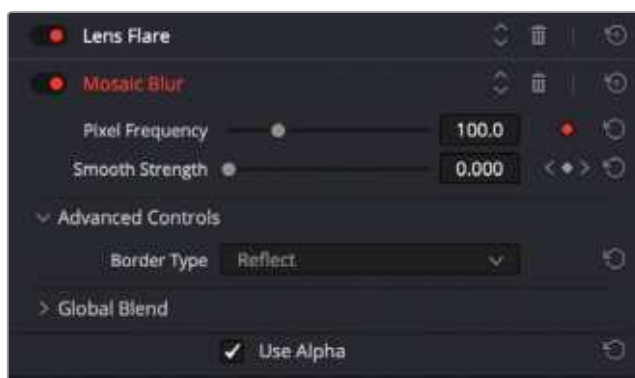 Lens Flare
Mosaic Blur
Pixel Frequency 100.0
Smooth Strength 0.000
Advanced Controls
Border Type Reflect
Global Blend
Use Alpha